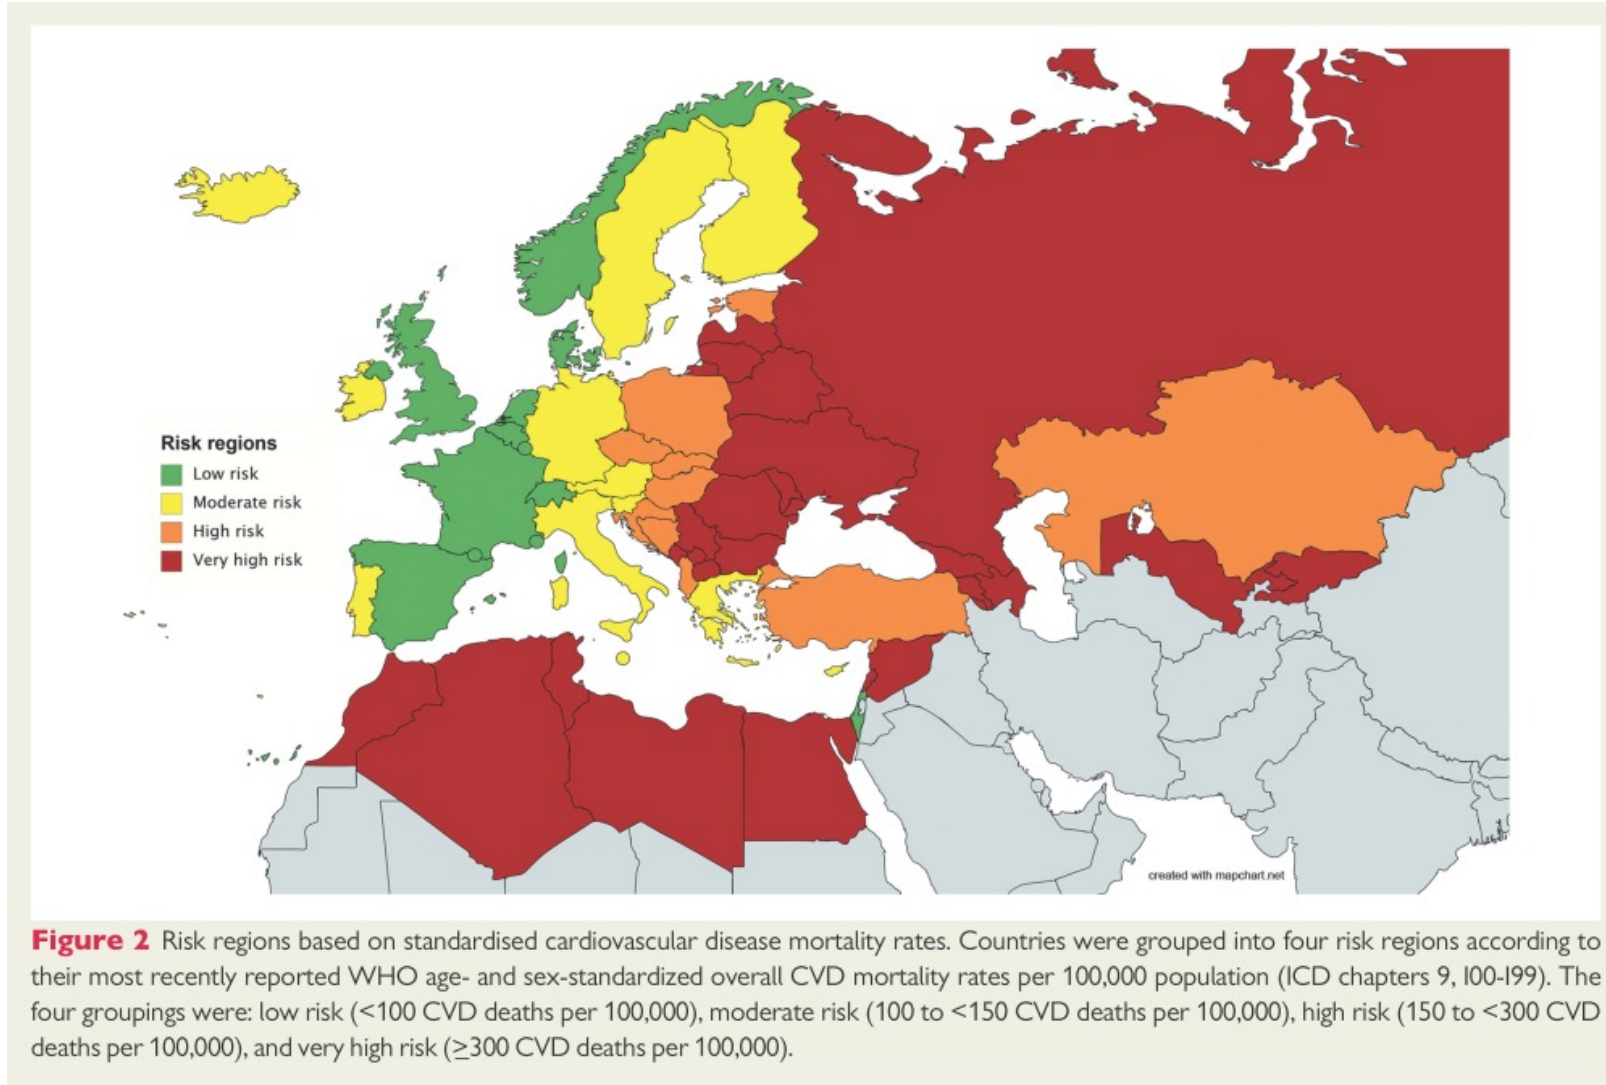 Risk regions
Low risk
Moderate risk
High risk
Very high risk
created with mapchart.net
Figure 2 Risk regions based on standardised cardiovascular disease mortality rates. Countries were grouped into four risk regions according to
their most recently reported WHO age- and sex-standardized overall CVD mortality rates per 100,000 population (ICD chapters 9, I00-I99). The
four groupings were: low risk (<100 CVD deaths per 100,000), moderate risk (100 to <150 CVD deaths per 100,000), high risk (150 to <300 CVD
deaths per 100,000), and very high risk (≥300 CVD deaths per 100,000).